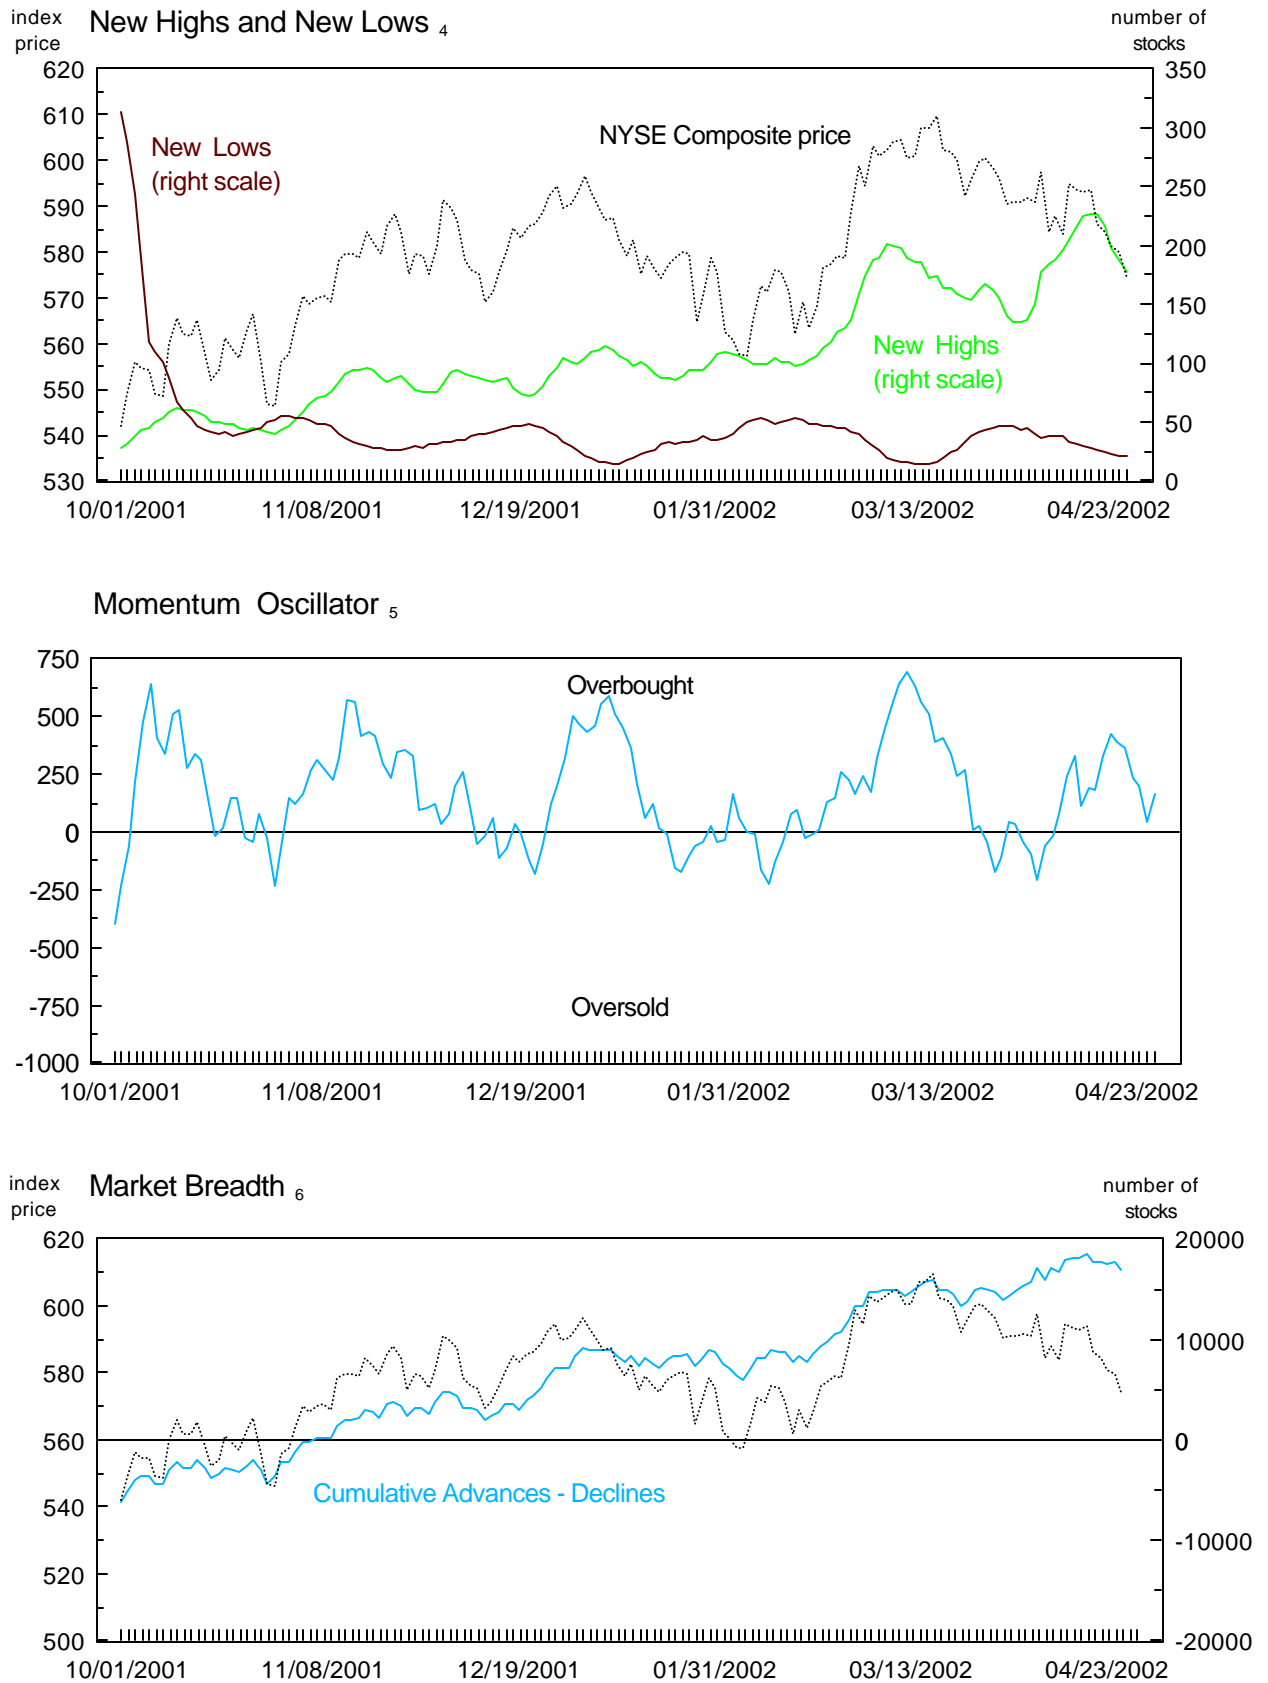 index
price
New Highs and New Lows 4
number of
stocks
620
610
600
590
580
570
560
550
540
530
350
300
250
200
150
100
50
0
New Lows
(right scale)
NYSE Composite price
New Highs
(right scale)
10/01/2001 11/08/2001 12/19/2001 01/31/2002 03/13/2002 04/23/2002
Momentum Oscillator 5
750
500
250
0
-250
-500
-750
-1000
Overbought
Oversold
10/01/2001 11/08/2001 12/19/2001 01/31/2002 03/13/2002 04/23/2002
index
price
Market Breadth 6
number of
stocks
620
600
580
560
540
520
500
20000
10000
0
-10000
-20000
Cumulative Advances - Declines
10/01/2001 11/08/2001 12/19/2001 01/31/2002 03/13/2002 04/23/2002